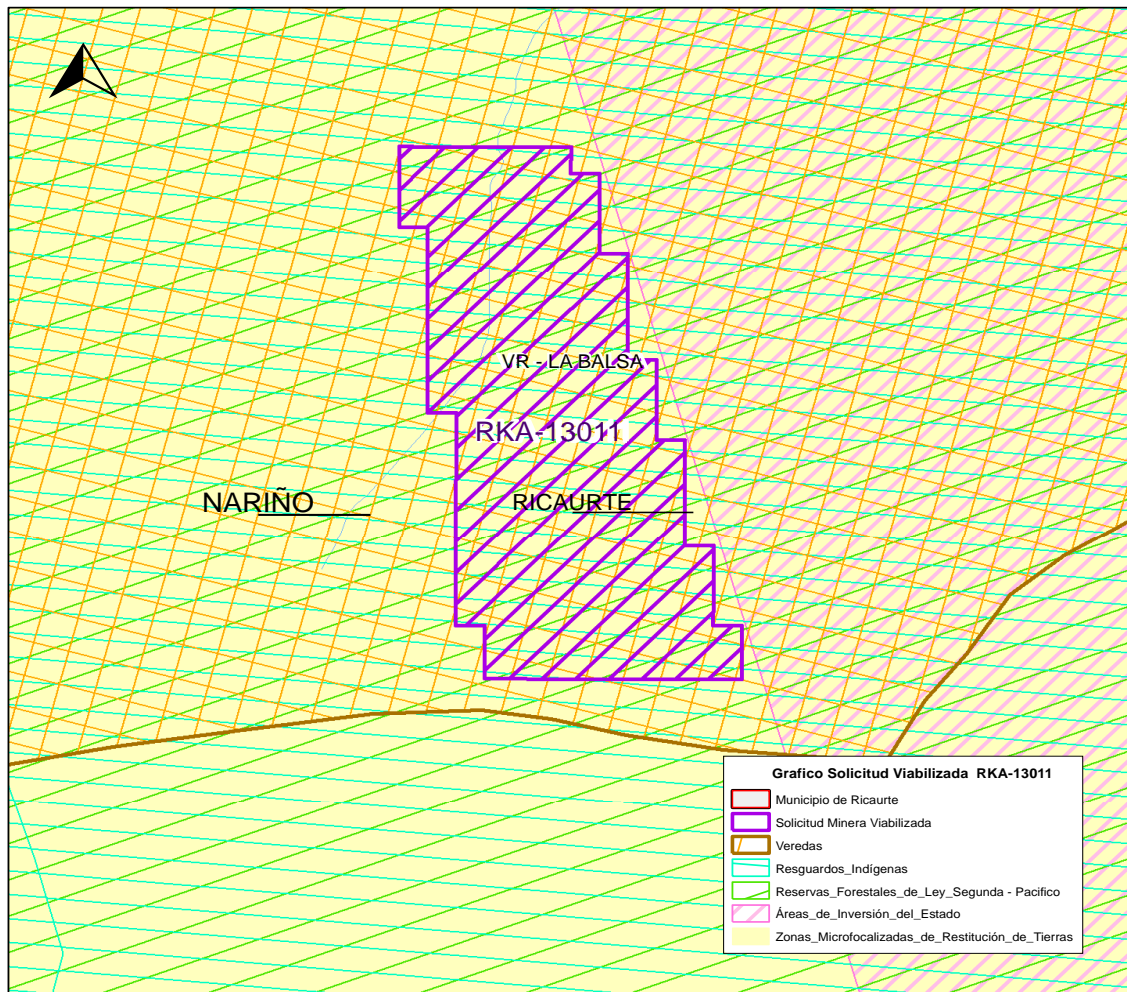 VR - LA BALSA
RKA-13011
NARIÑO
RICAURTE
Grafico Solicitud Viabilizada RKA-13011
Municipio de Ricaurte
Solicitud Minera Viabilizada
Veredas
Resguardos_Indígenas
Reservas_Forestales_de_Ley_Segunda - Pacifico
Áreas_de_Inversión_del_Estado
Zonas_Microfocalizadas_de_Restitución_de_Tierras